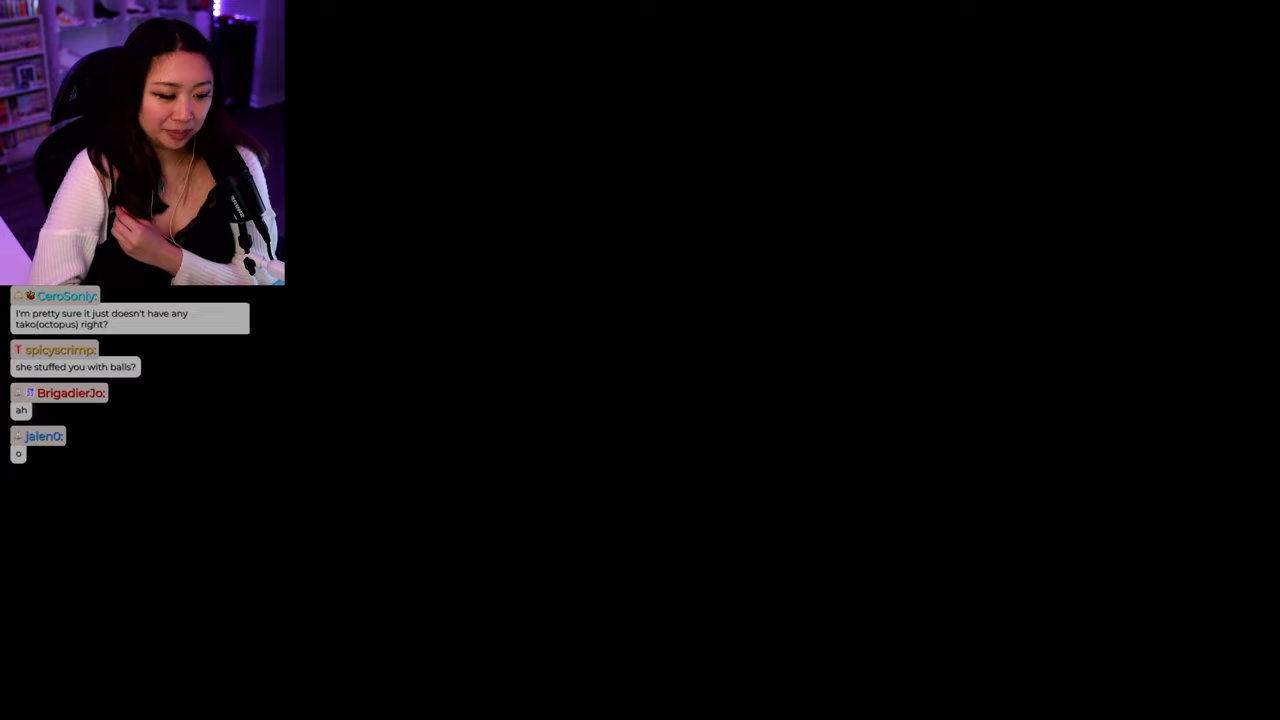 CeroSonly:
I'm pretty sure it just doesn't have any
tako(octopus) right?
spicyscrimp:
she stuffed you with balls?
BrigadierJo:
ah
jalen0:
o